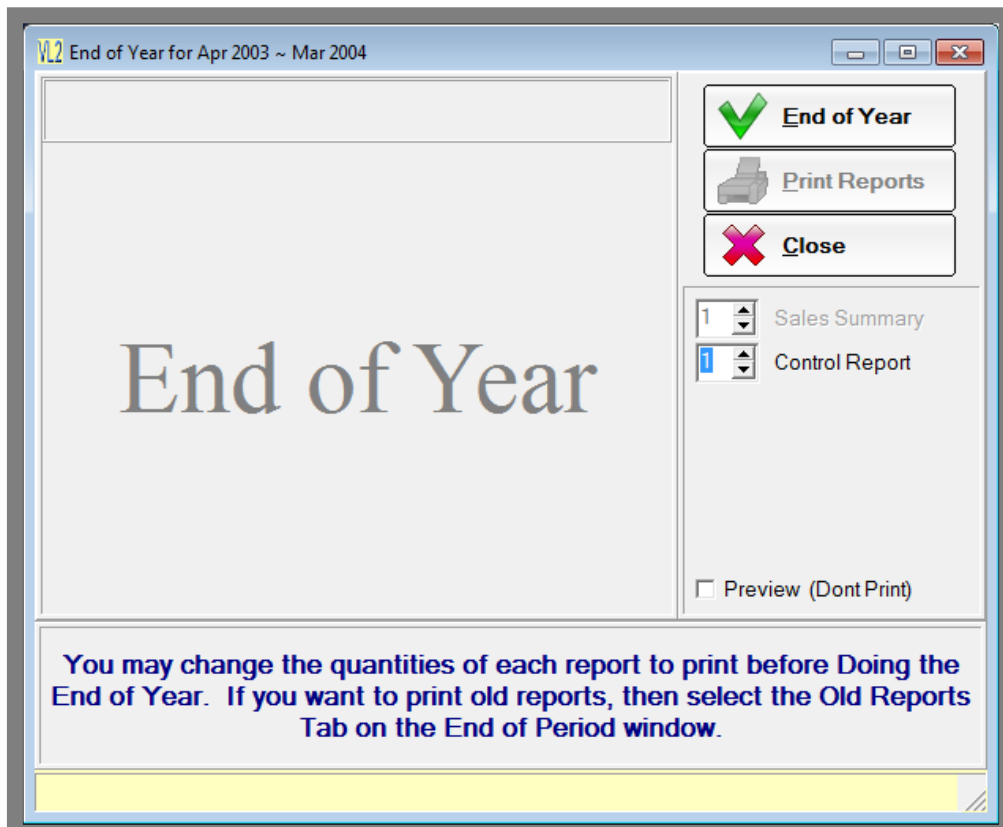 VL2 End of Year for Apr 2003 ~ Mar 2004
End of Year
Print Reports
Close
1 Sales Summary
1 Control Report
End of Year
Preview (Dont Print)
You may change the quantities of each report to print before Doing the
End of Year. If you want to print old reports, then select the Old Reports
Tab on the End of Period window.